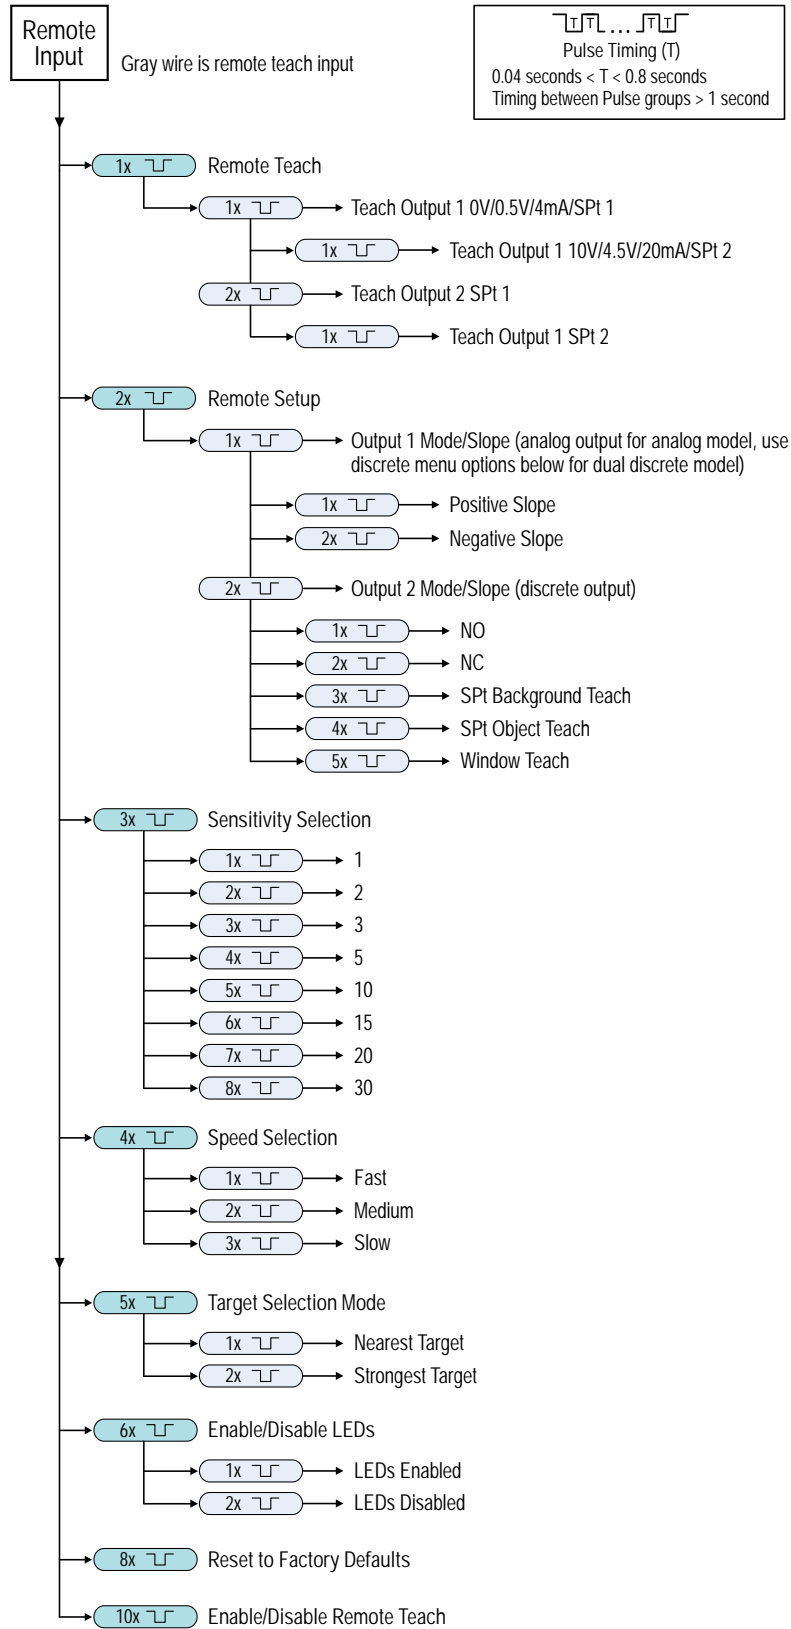 Remote
Input
Gray wire is remote teach input
T T ... T T
Pulse Timing (T)
0.04 seconds < T < 0.8 seconds
Timing between Pulse groups > 1 second
1x Remote Teach
1x Teach Output 1 0V/0.5V/4mA/SPt 1
1x Teach Output 1 10V/4.5V/20mA/SPt 2
2x Teach Output 2 SPt 1
1x Teach Output 1 SPt 2
2x Remote Setup
1x Output 1 Mode/Slope (analog output for analog model, use
discrete menu options below for dual discrete model)
1x Positive Slope
2x Negative Slope
2x Output 2 Mode/Slope (discrete output)
1x NO
2x NC
3x SPt Background Teach
4x SPt Object Teach
5x Window Teach
3x Sensitivity Selection
1x 1
2x 2
3x 3
4x 5
5x 10
6x 15
7x 20
8x 30
4x Speed Selection
1x Fast
2x Medium
3x Slow
5x Target Selection Mode
1x Nearest Target
2x Strongest Target
6x Enable/Disable LEDs
1x LEDs Enabled
2x LEDs Disabled
8x Reset to Factory Defaults
10x Enable/Disable Remote Teach